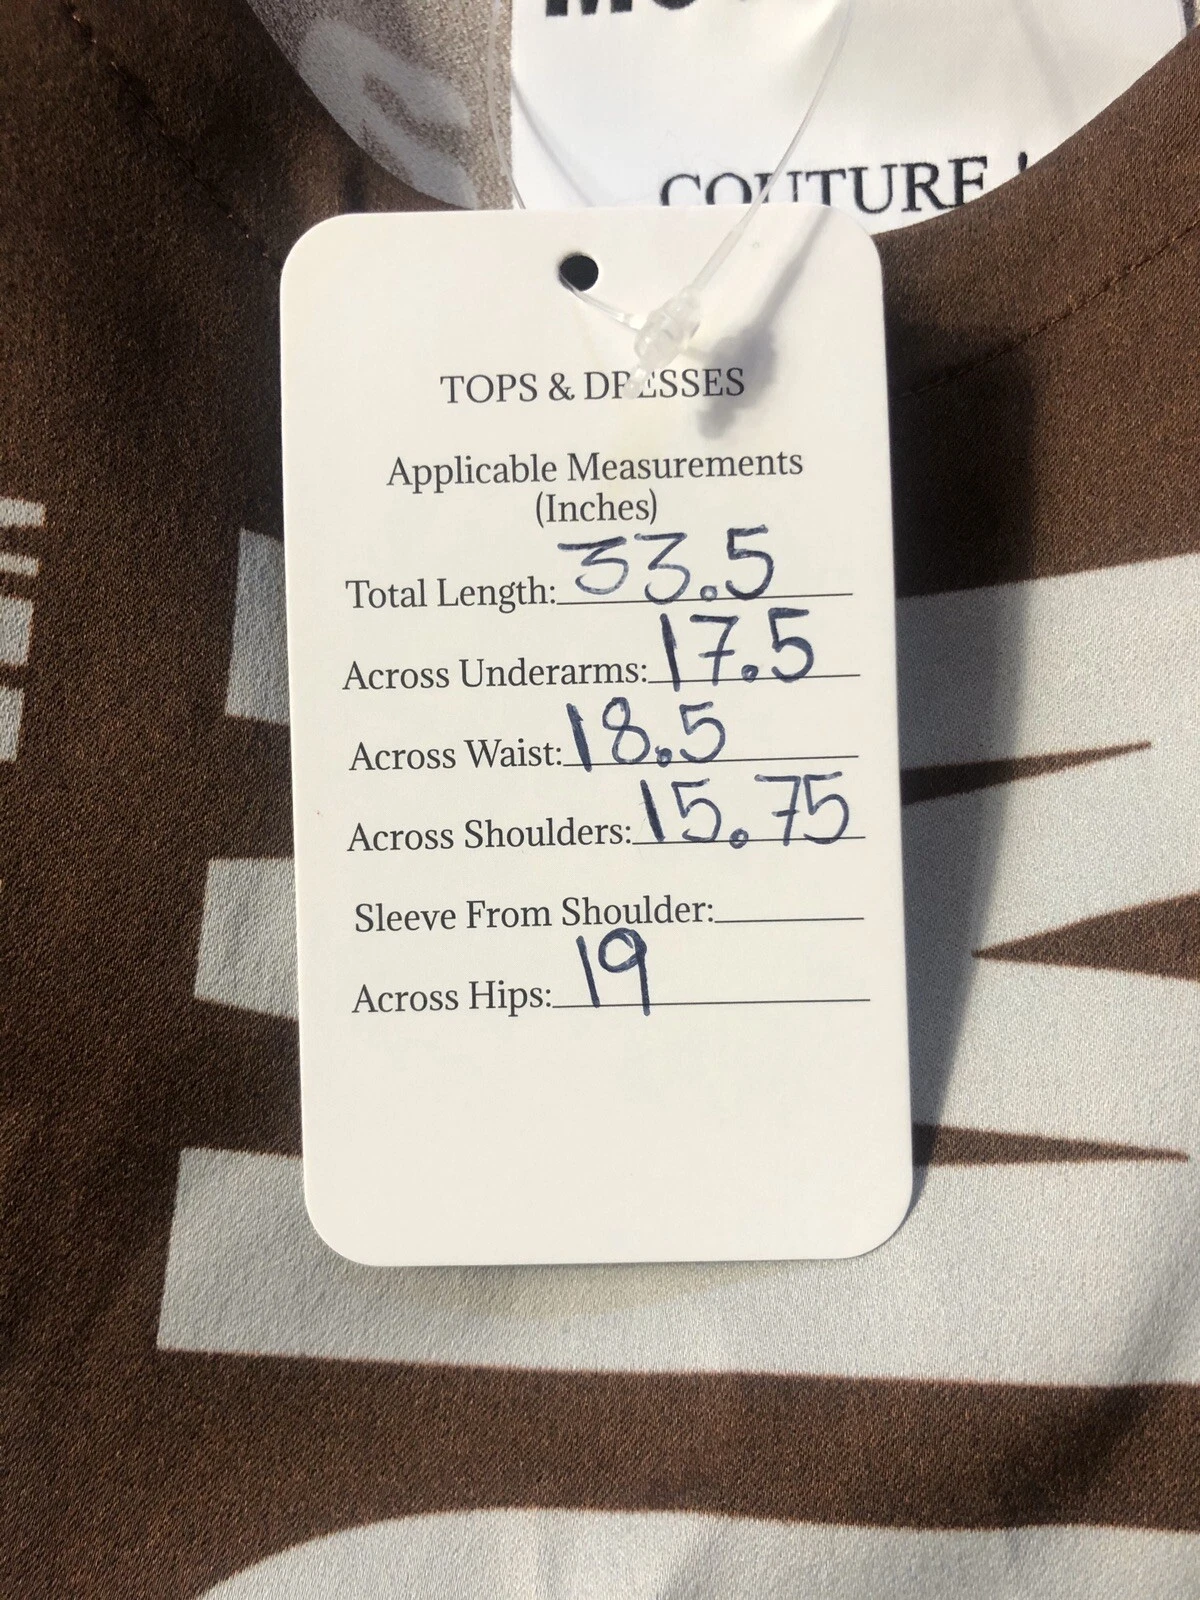 COUTURE !
TOPS & DRESSES
Applicable Measurements
(Inches)
Total Length: 33.5
Across Underarms: 17.5
Across Waist: 18.5
Across Shoulders: 15.75
Sleeve From Shoulder:
Across Hips: 19